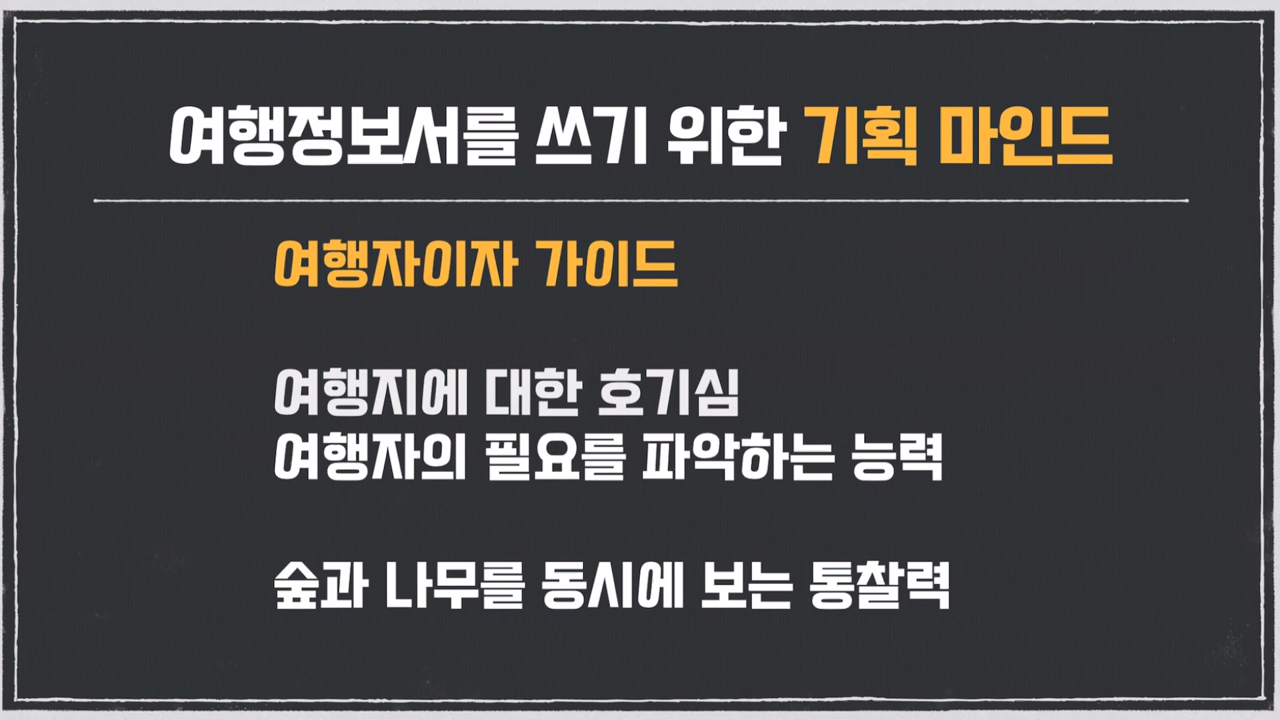 여행정보서를 쓰기 위한 기획 마인드
여행자이자 가이드
여행지에 대한 호기심
여행자의 필요를 파악하는 능력
숲과 나무를 동시에 보는 통찰력